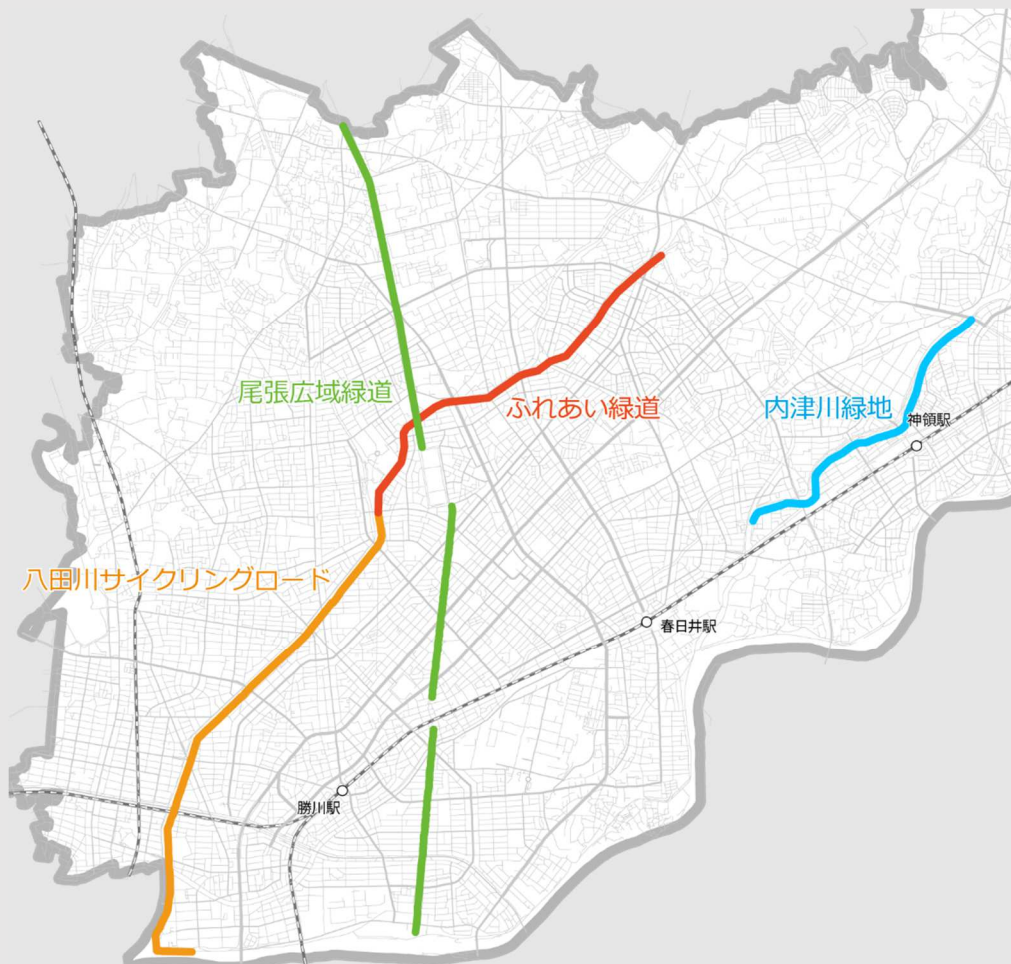 尾張広域緑道
ふれあい緑道
内津川緑地
神領駅
八田川サイクリングロード
春日井駅
勝川駅